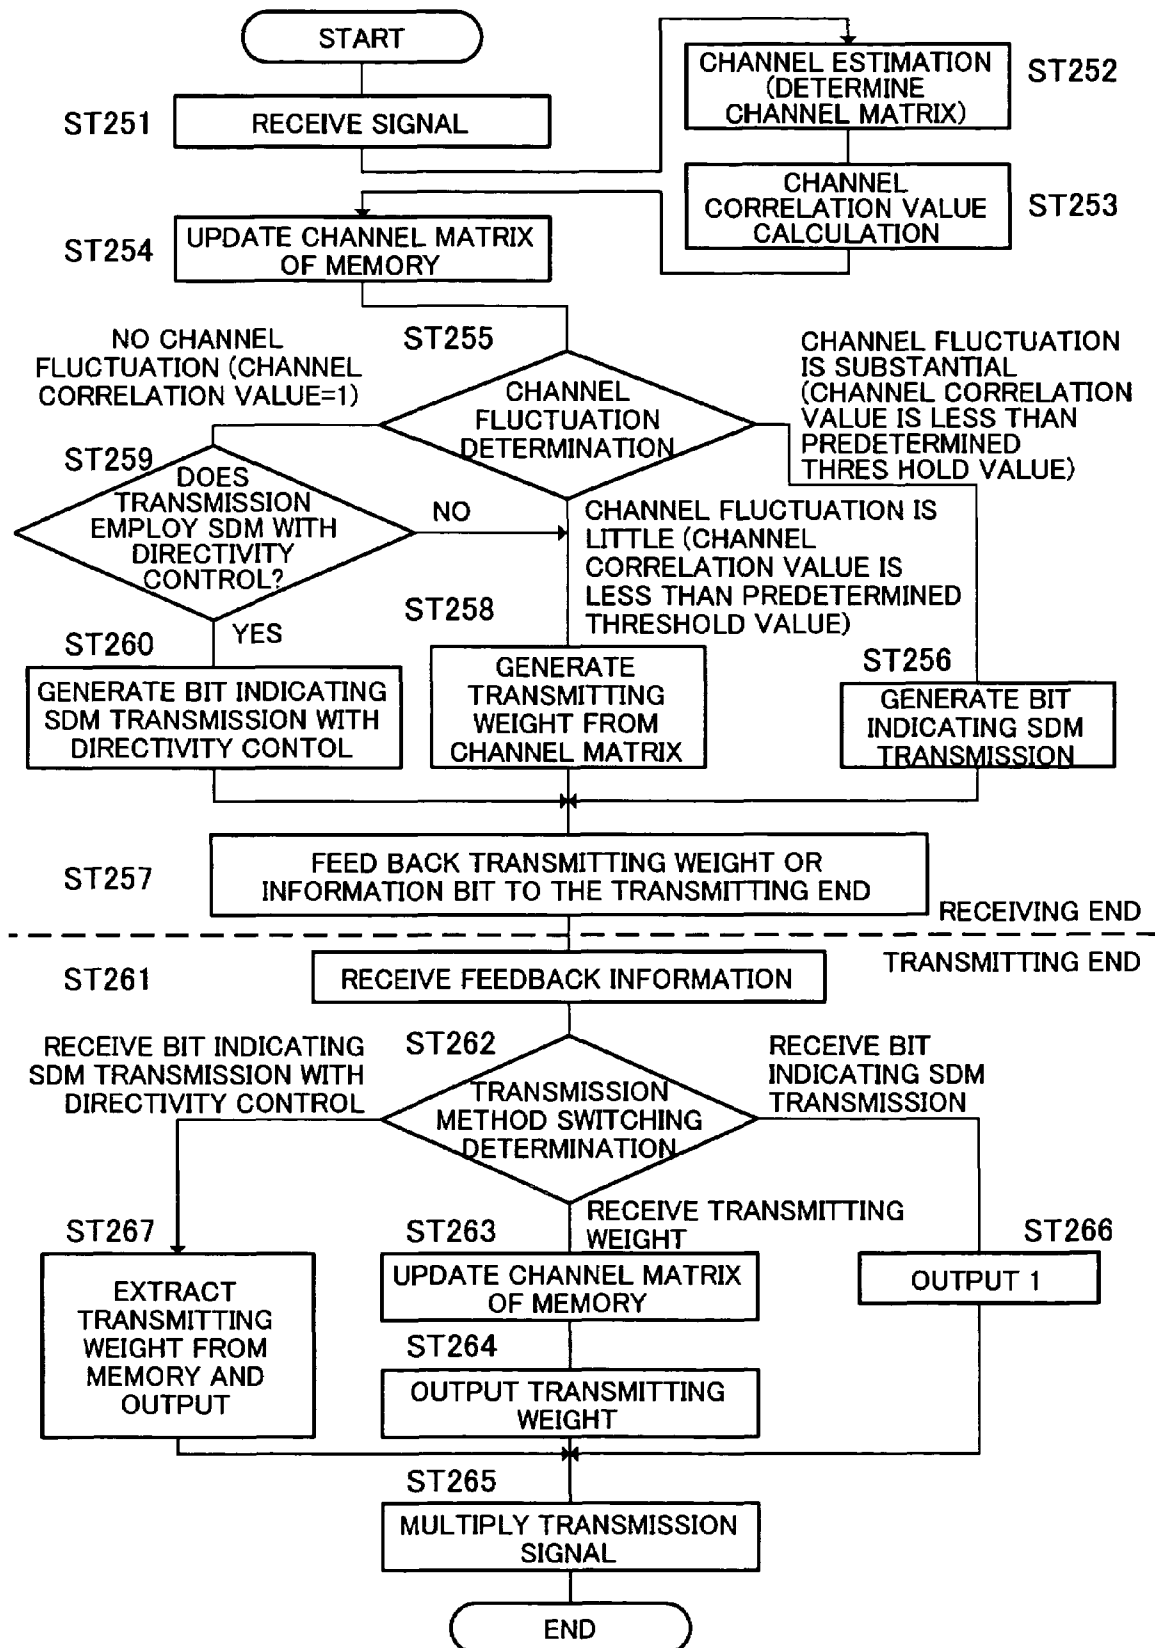 START
ST251
RECEIVE SIGNAL
CHANNEL ESTIMATION
(DETERMINE
CHANNEL MATRIX)
ST252
CHANNEL
CORRELATION VALUE
CALCULATION
ST253
ST254
UPDATE CHANNEL MATRIX
OF MEMORY
ST255
CHANNEL
FLUCTUATION
DETERMINATION
NO CHANNEL
FLUCTUATION (CHANNEL
CORRELATION VALUE=1)
CHANNEL FLUCTUATION
IS SUBSTANTIAL
(CHANNEL CORRELATION
VALUE IS LESS THAN
PREDETERMINED
THRES HOLD VALUE)
ST259
DOES
TRANSMISSION
EMPLOY SDM WITH
DIRECTIVITY
CONTROL?
NO
YES
CHANNEL FLUCTUATION IS
LITTLE (CHANNEL
CORRELATION VALUE IS
LESS THAN PREDETERMINED
THRESHOLD VALUE)
ST260
GENERATE BIT INDICATING
SDM TRANSMISSION WITH
DIRECTIVITY CONTOL
ST258
GENERATE
TRANSMITTING
WEIGHT FROM
CHANNEL MATRIX
ST256
GENERATE BIT
INDICATING SDM
TRANSMISSION
ST257
FEED BACK TRANSMITTING WEIGHT OR
INFORMATION BIT TO THE TRANSMITTING END
RECEIVING END
TRANSMITTING END
ST261
RECEIVE FEEDBACK INFORMATION
ST262
TRANSMISSION
METHOD SWITCHING
DETERMINATION
RECEIVE BIT INDICATING
SDM TRANSMISSION WITH
DIRECTIVITY CONTROL
RECEIVE BIT
INDICATING SDM
TRANSMISSION
RECEIVE TRANSMITTING
WEIGHT
ST267
EXTRACT
TRANSMITTING
WEIGHT FROM
MEMORY AND
OUTPUT
ST263
UPDATE CHANNEL MATRIX
OF MEMORY
ST266
OUTPUT 1
ST264
OUTPUT TRANSMITTING
WEIGHT
ST265
MULTIPLY TRANSMISSION
SIGNAL
END